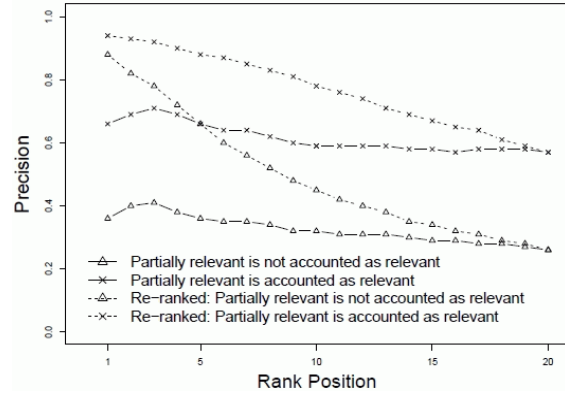 1.0
0.8
0.6
0.4
0.2
0.0
Precision
Partially relevant is not accounted as relevant
Partially relevant is accounted as relevant
Re-ranked: Partially relevant is not accounted as relevant
Re-ranked: Partially relevant is accounted as relevant
1 5 10 15 20
Rank Position